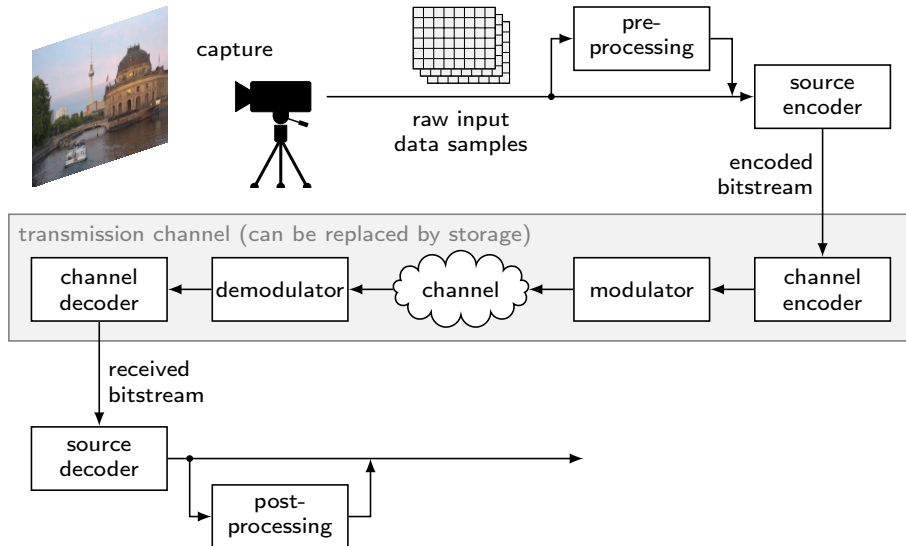 capture
raw input
data samples
pre-
processing
source
encoder
encoded
bitstream
transmission channel (can be replaced by storage)
channel
decoder
demodulator
channel
modulator
channel
encoder
received
bitstream
source
decoder
post-
processing